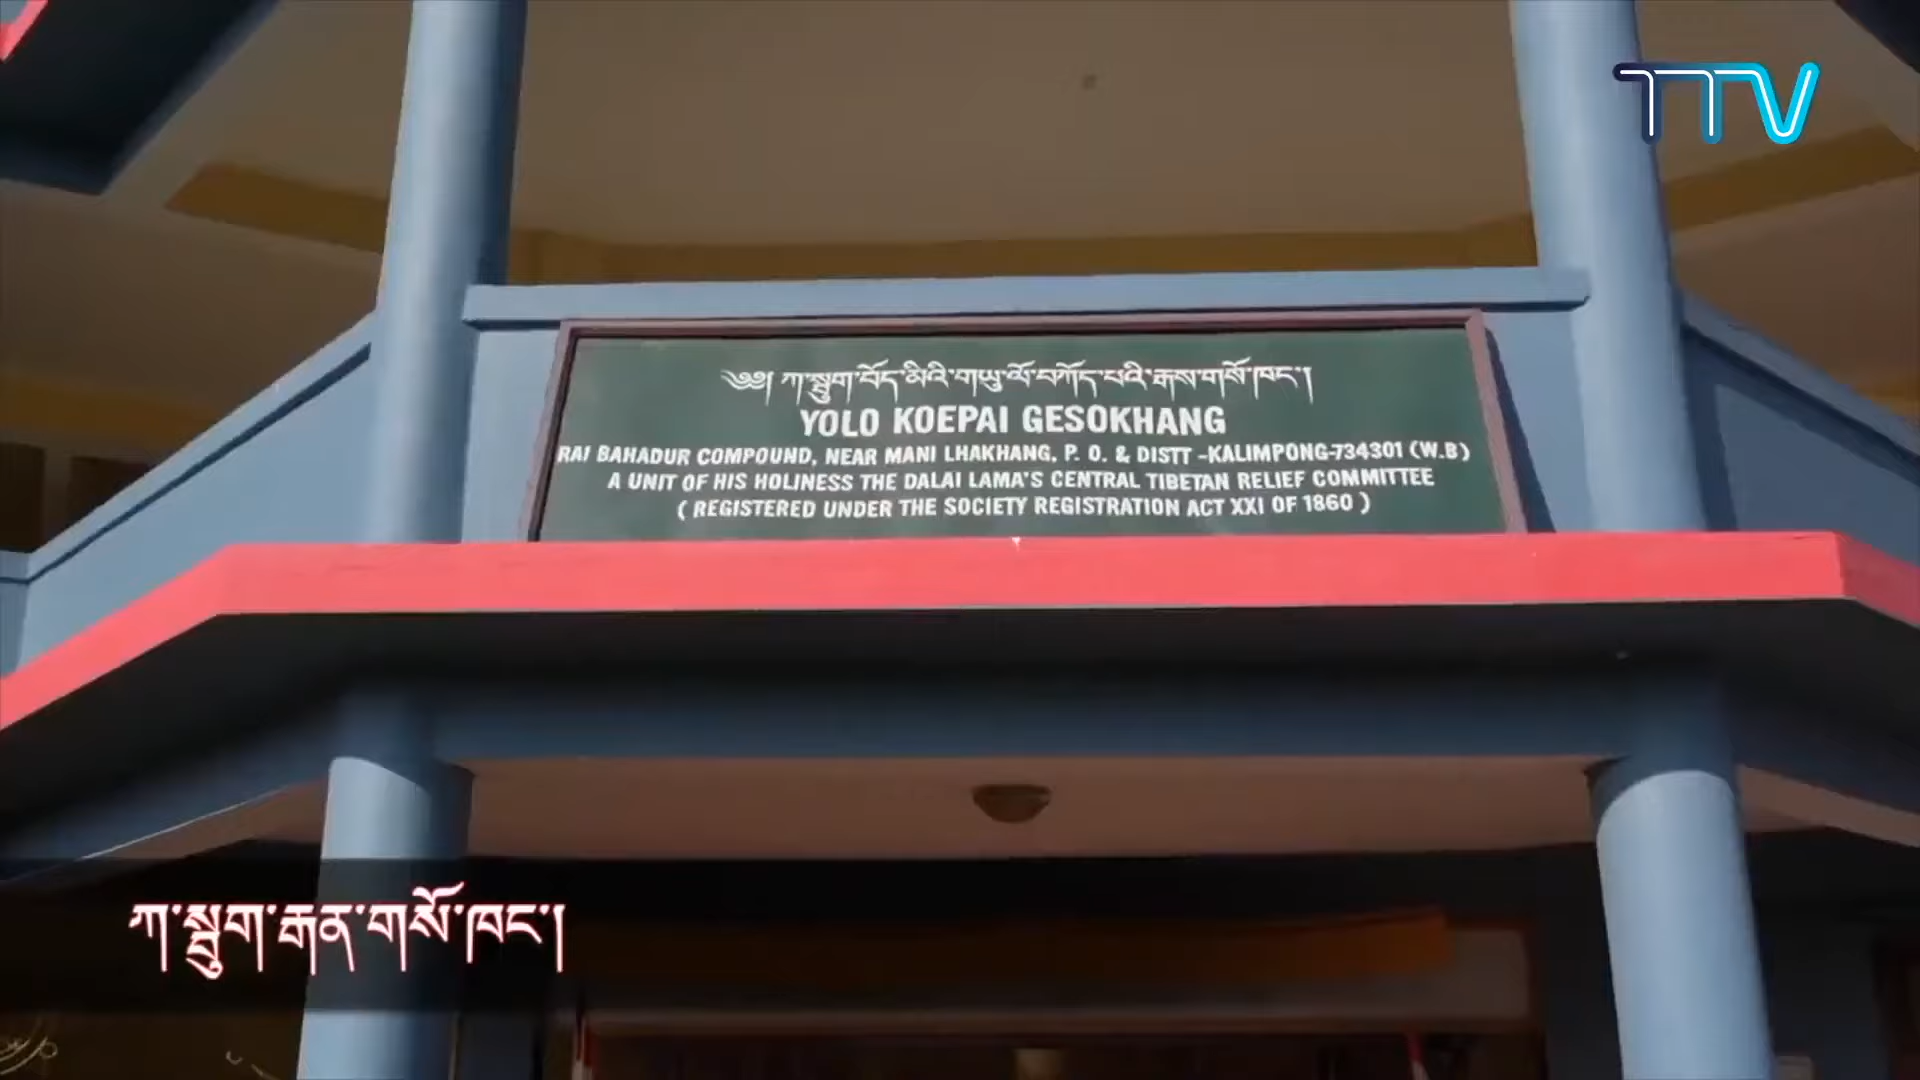 TTV
༄༅། ཀ་སྦུག་བོད་མིའི་གཡུ་ལོ་བཀོད་པའི་རྒས་གསོ་ཁང་།
YOLO KOEPAI GESOKHANG
RAI BAHADUR COMPOUND, NEAR MANI LHAKHANG, P. O. & DISTT -KALIMPONG-734301 (W.B)
A UNIT OF HIS HOLINESS THE DALAI LAMA'S CENTRAL TIBETAN RELIEF COMMITTEE
( REGISTERED UNDER THE SOCIETY REGISTRATION ACT XXI OF 1860 )
ཀ་སྦུག་རྒན་གསོ་ཁང་།